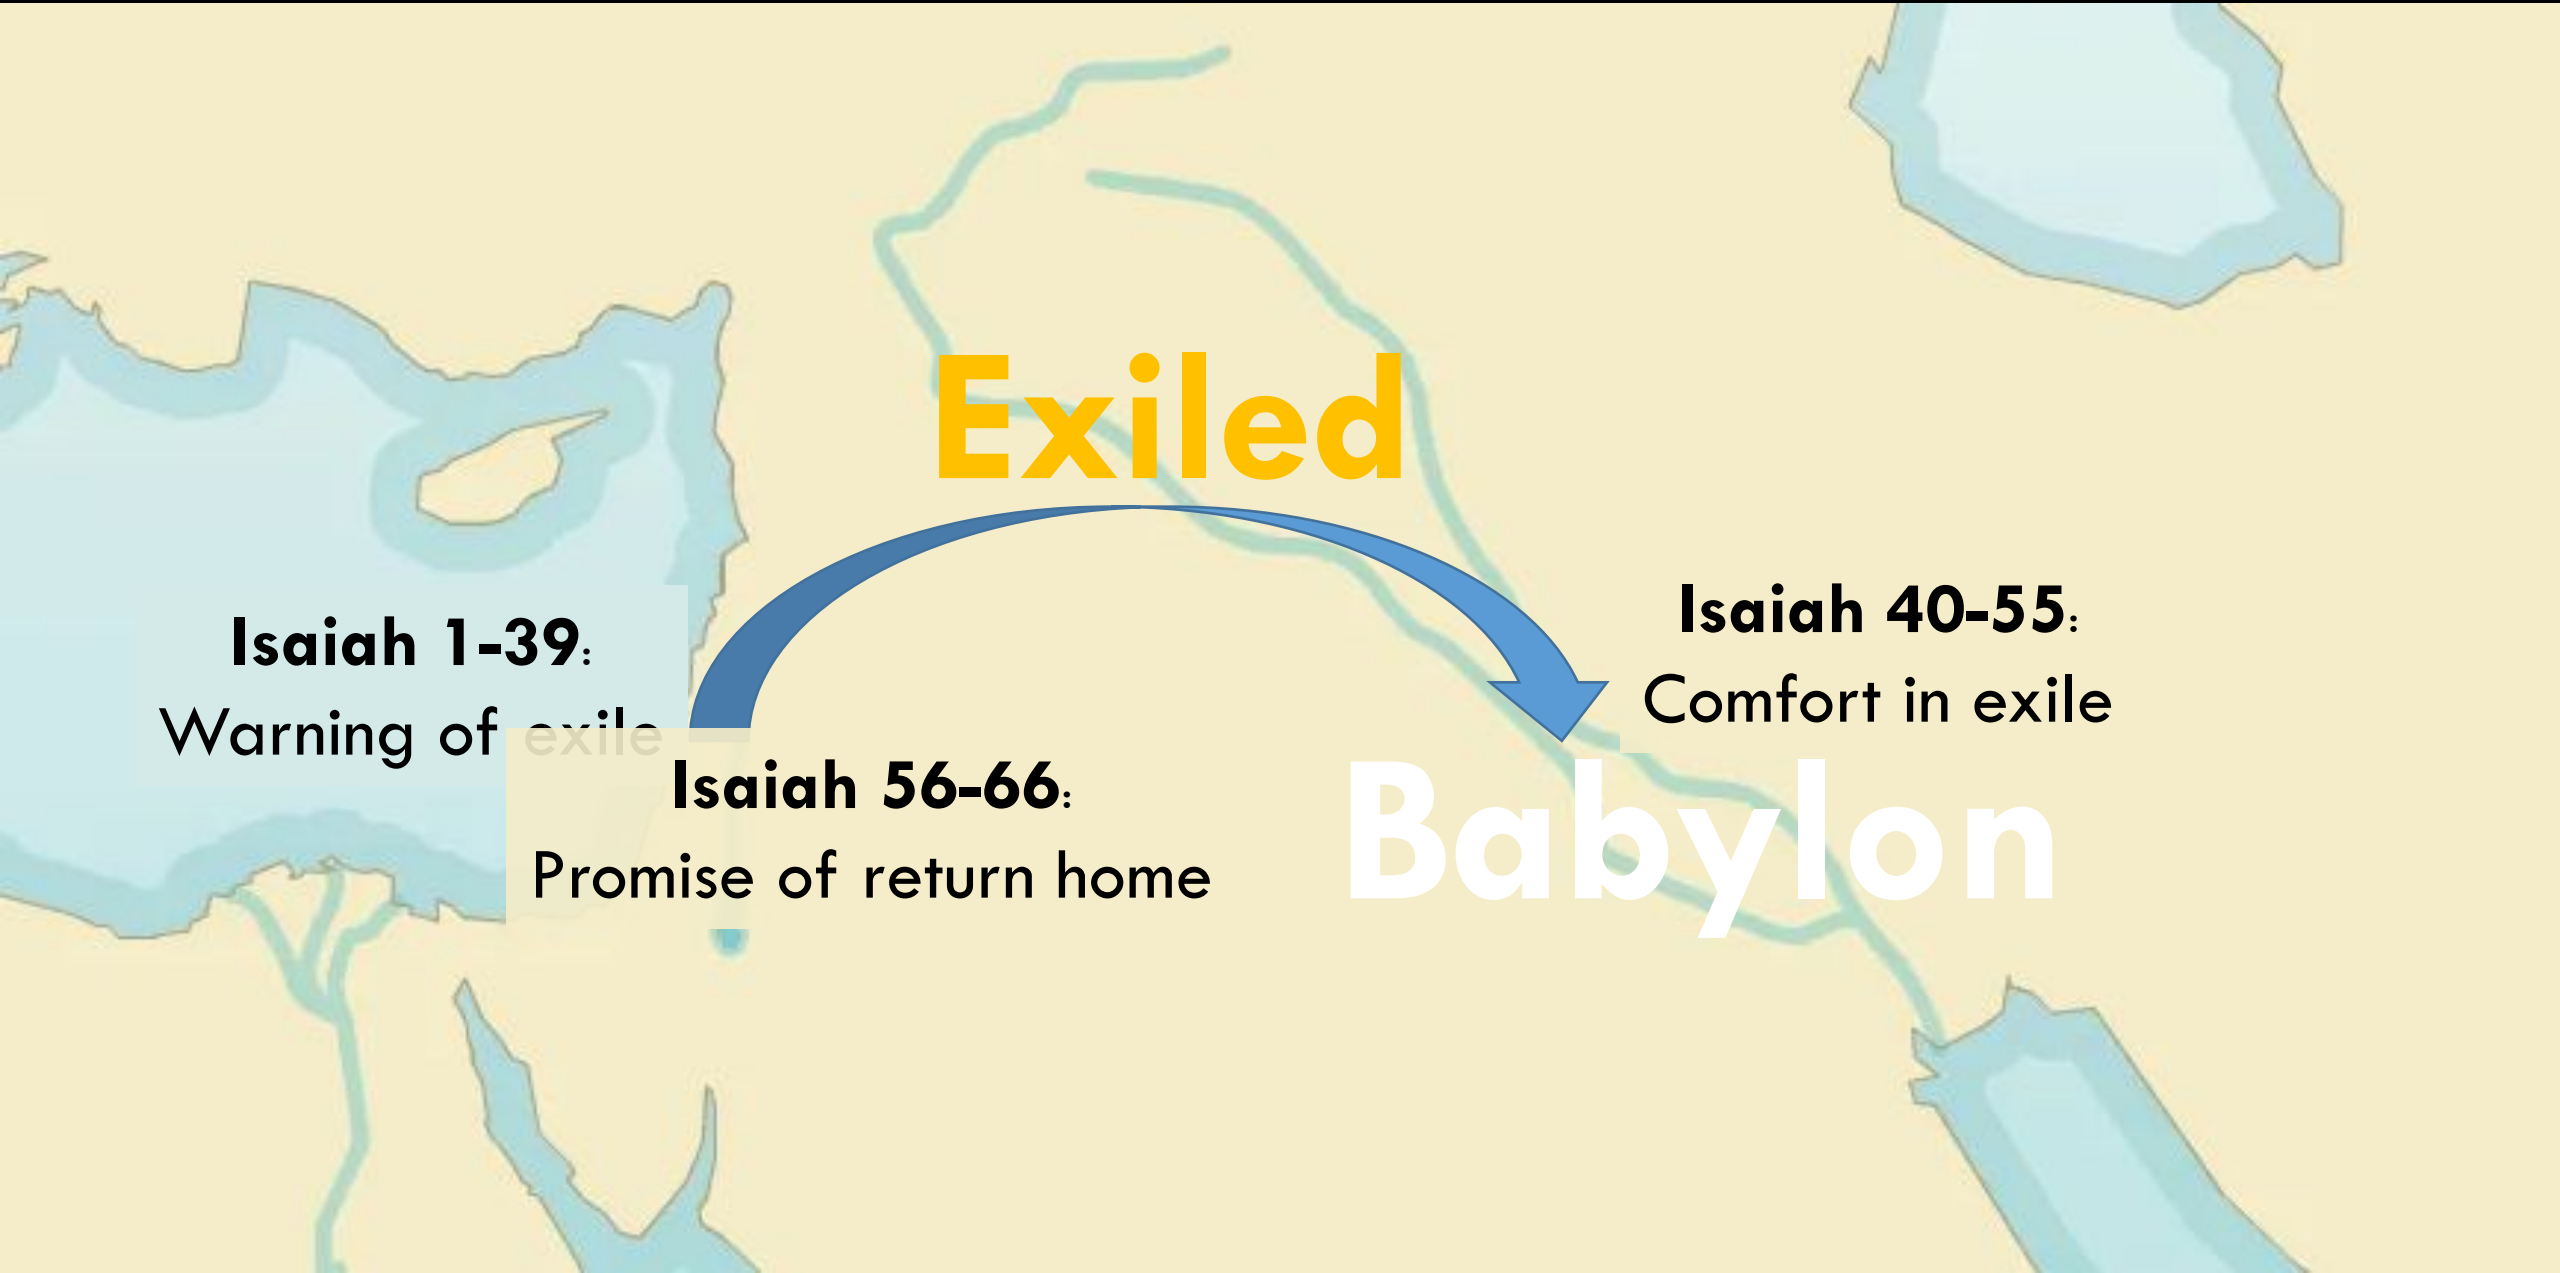 Exiled
Isaiah 1-39:
Warning of exile
Isaiah 40-55:
Comfort in exile
Isaiah 56-66:
Promise of return home
Babylon